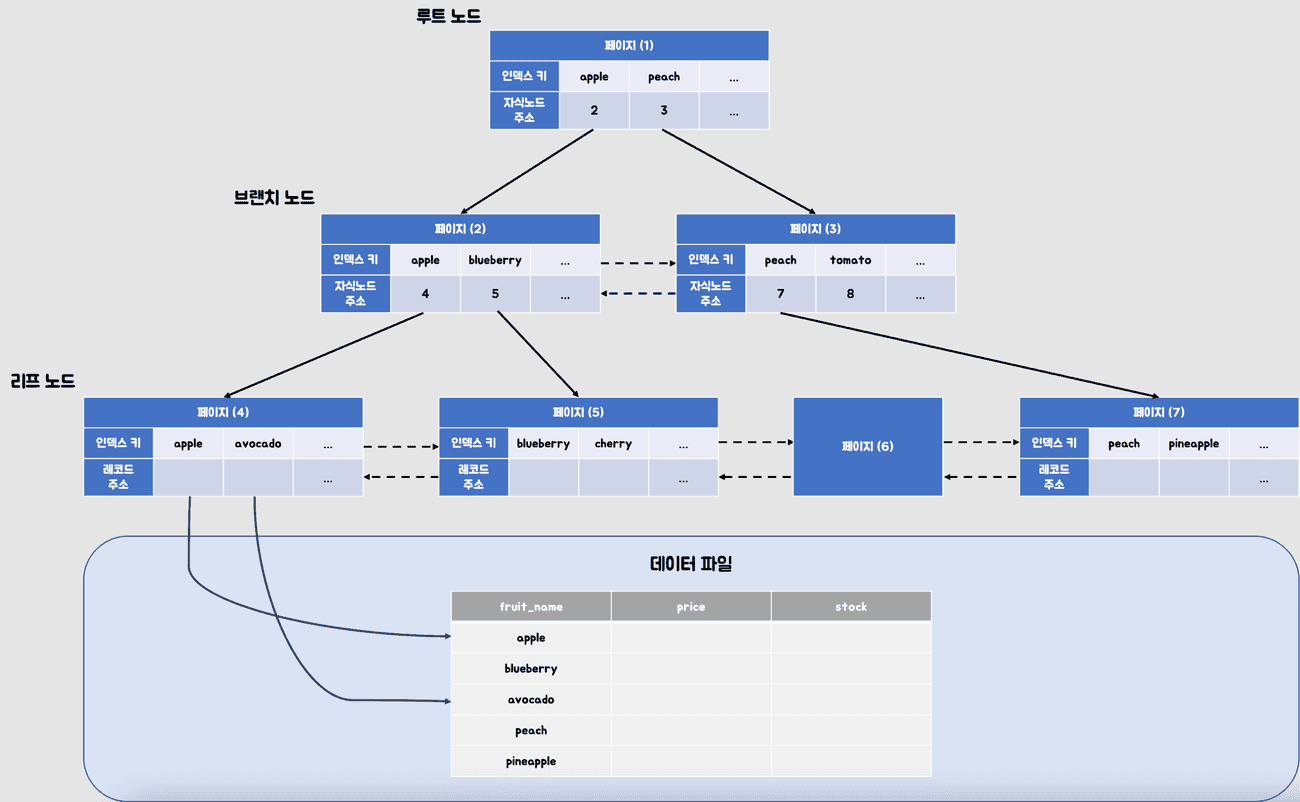 루트 노드
페이지 (1)
인덱스 키 apple peach ...
자식노드
주소 2 3 ...
브랜치 노드
페이지 (2)
인덱스 키 apple blueberry ...
자식노드
주소 4 5 ...
페이지 (3)
인덱스 키 peach tomato ...
자식노드
주소 7 8 ...
리프 노드
페이지 (4)
인덱스 키 apple avocado ...
레코드
주소 ...
페이지 (5)
인덱스 키 blueberry cherry ...
레코드
주소 ...
페이지 (6)
페이지 (7)
인덱스 키 peach pineapple ...
레코드
주소 ...
데이터 파일
fruit_name price stock
apple
blueberry
avocado
peach
pineapple